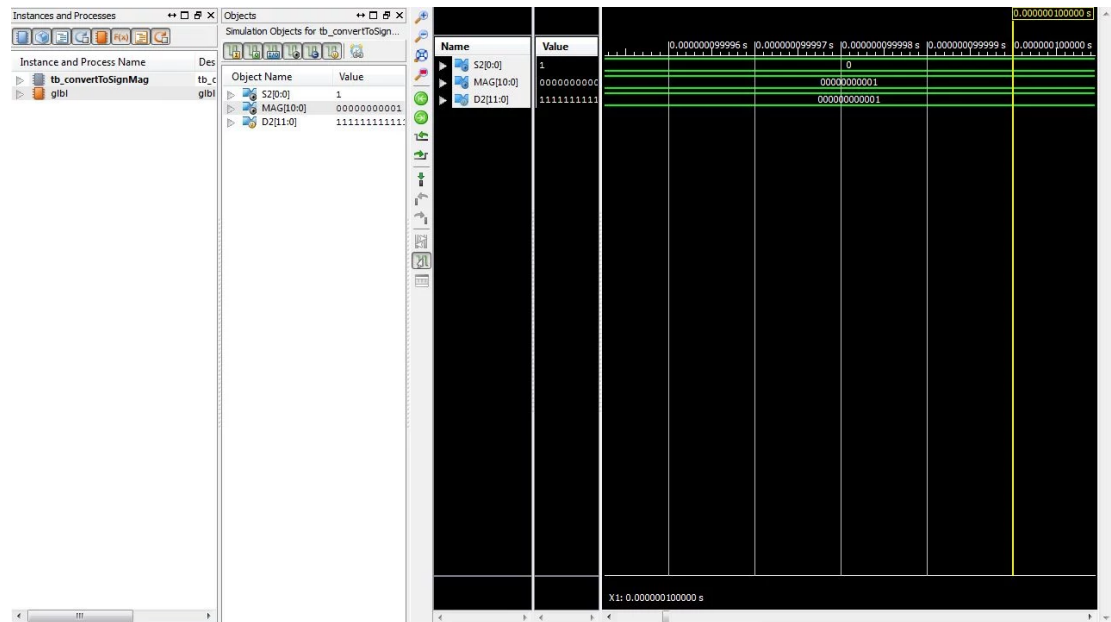 Instances and Processes
Objects
Simulation Objects for tb_convertToSign...
F(x)
Instance and Process Name
Des
tb_convertToSignMag
tb_c
glbl
glbl
Object Name
Value
S2[0:0]
1
MAG[10:0]
00000000001
D2[11:0]
Name
Value
S2[0:0]
1
MAG[10:0]
D2[11:0]
1111111111
0.000000100000 s
0.000000099996 s
0.000000099997 s
0.000000099998 s
0.000000099999 s
0.000000100000 s
0
00000000001
000000000001
X1: 0.000000100000 s